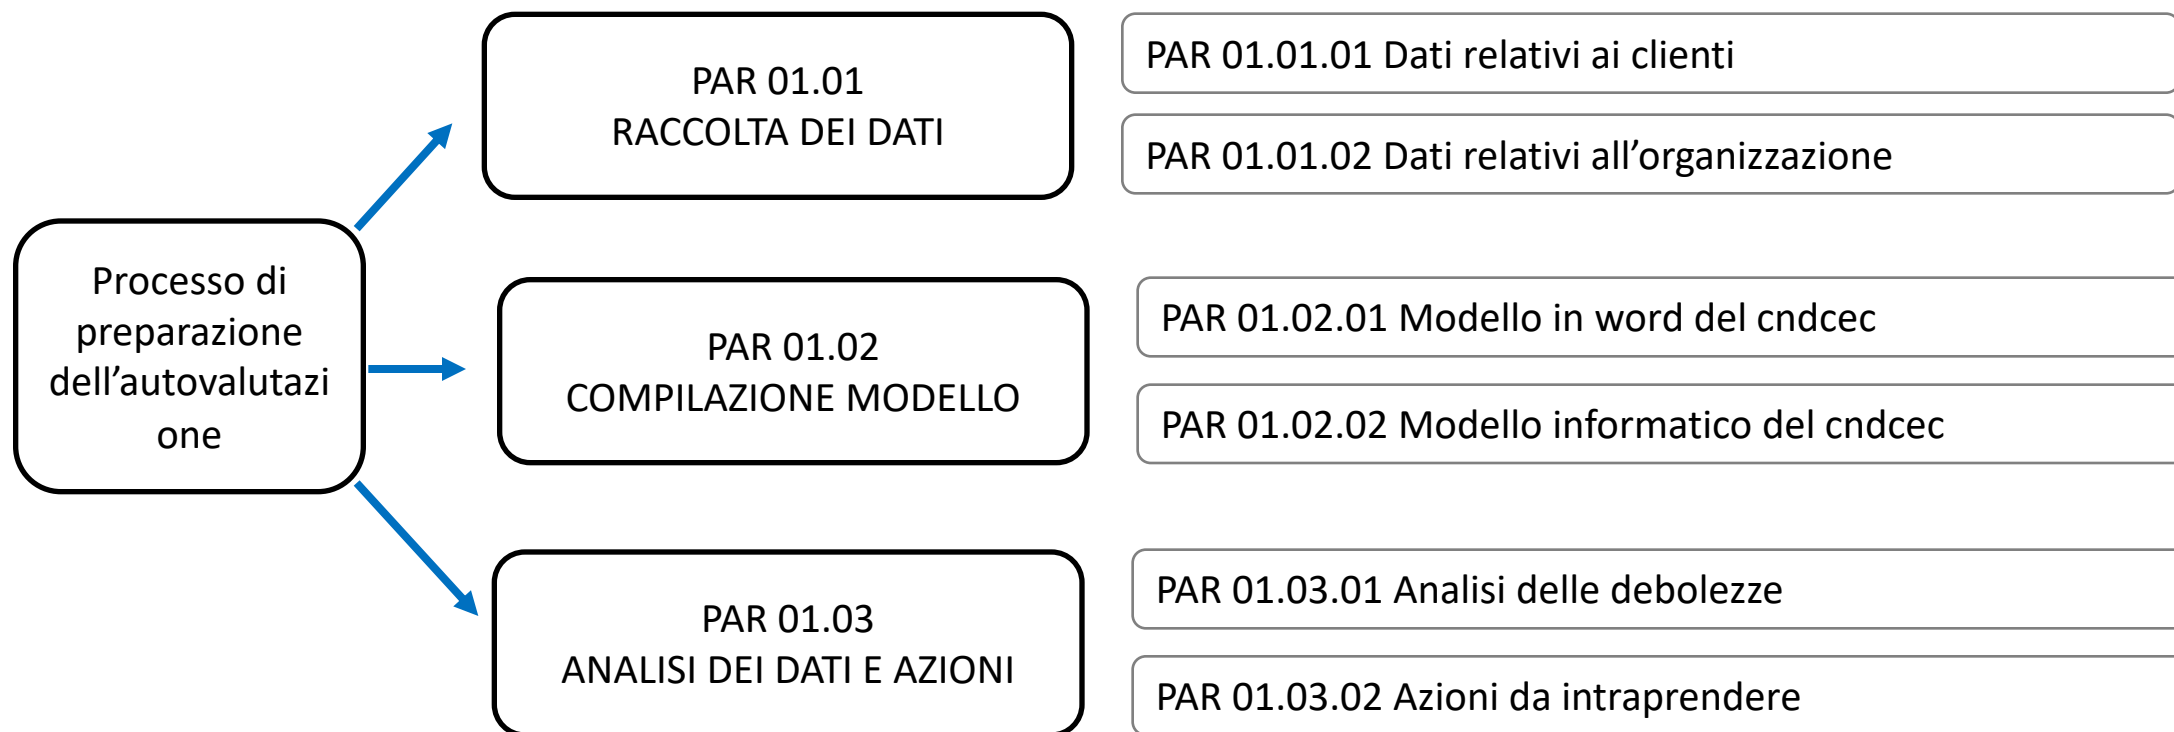 Processo di
preparazione
dell’autovalutazi
one
PAR 01.01
RACCOLTA DEI DATI
PAR 01.01.01 Dati relativi ai clienti
PAR 01.01.02 Dati relativi all’organizzazione
PAR 01.02
COMPILAZIONE MODELLO
PAR 01.02.01 Modello in word del cndcec
PAR 01.02.02 Modello informatico del cndcec
PAR 01.03
ANALISI DEI DATI E AZIONI
PAR 01.03.01 Analisi delle debolezze
PAR 01.03.02 Azioni da intraprendere